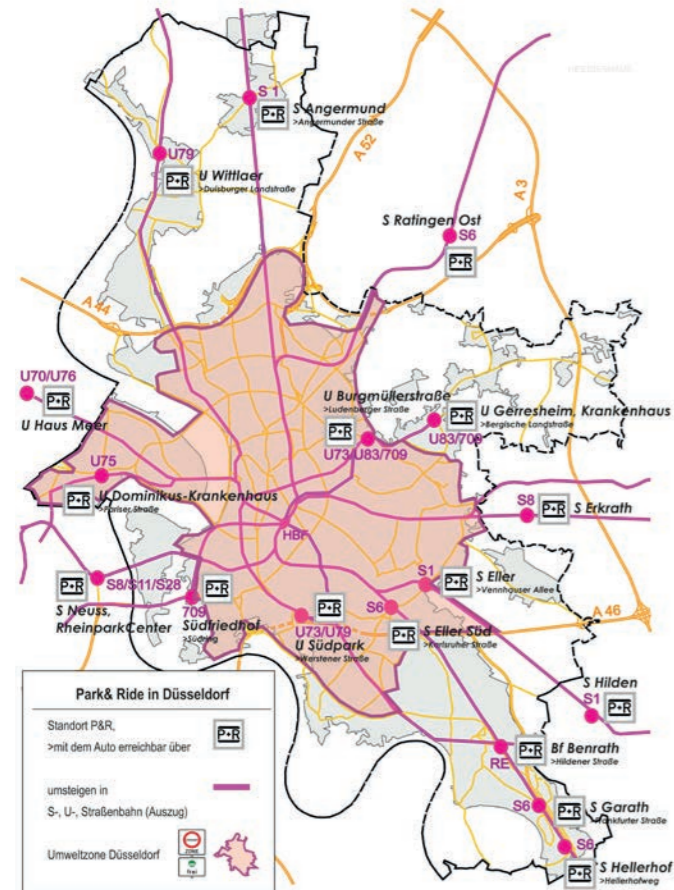 S 1
S Angermund
>Angermunder Straße
P+R
U79
U Wittlaer
>Duisburger Landstraße
P+R
A 52
A 3
S Ratingen Ost
S6
P+R
A 44
U70/U76
P+R
U Haus Meer
U Burgmüllerstraße
>Ludenberger Straße
P+R
U73/U83/709
U Gerresheim, Krankenhaus
>Bergische Landstraße
P+R
U83/709
U75
U Dominikus-Krankenhaus
>Pariser Straße
P+R
S8
P+R
S Erkrath
HBF
S8/S11/S28
P+R
S Neuss,
RheinparkCenter
709
P+R
Südfriedhof
>Südring
P+R
U73/U79
U Südpark
>Werstener Straße
S1
P+R
S Eller
>Vennhauser Allee
S6
P+R
S Eller Süd
>Karlsruher Straße
A 46
S Hilden
S1
P+R
RE
P+R
Bf Benrath
>Hildener Straße
S6
P+R
S Garath
>Frankfurter Straße
S6
P+R
S Hellerhof
>Hellerhofweg
Park& Ride in Düsseldorf
Standort P&R,
>mit dem Auto erreichbar über
P+R
umsteigen in
S-, U-, Straßenbahn (Auszug)
Umweltzone Düsseldorf
ZONE
frei